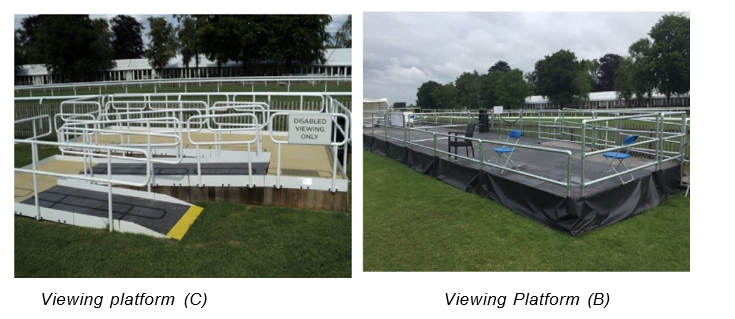 DISABLED
VIEWING
ONLY
Viewing platform (C)
Viewing Platform (B)